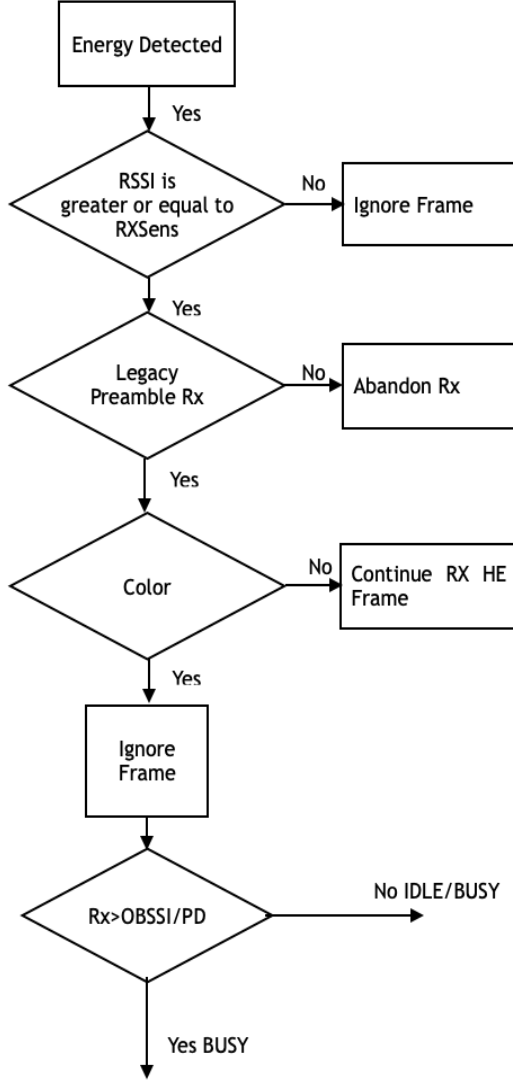 Energy Detected
Yes
RSSI is
greater or equal to
RXSens
No
Ignore Frame
Yes
Legacy
Preamble Rx
No
Abandon Rx
Yes
Color
No
Continue RX HE
Frame
Yes
Ignore
Frame
Rx>OBSSI/PD
No IDLE/BUSY
Yes BUSY